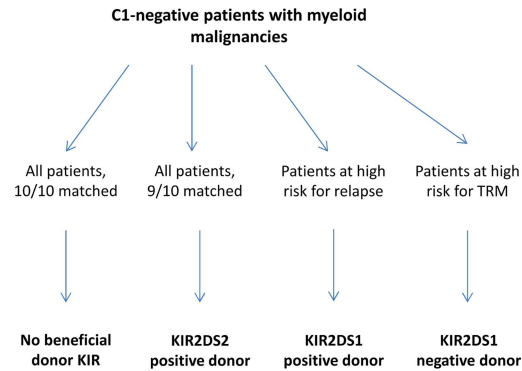 C1-negative patients with myeloid
malignancies
All patients,
10/10 matched
All patients,
9/10 matched
Patients at high
risk for relapse
Patients at high
risk for TRM
No beneficial
donor KIR
KIR2DS2
positive donor
KIR2DS1
positive donor
KIR2DS1
negative donor